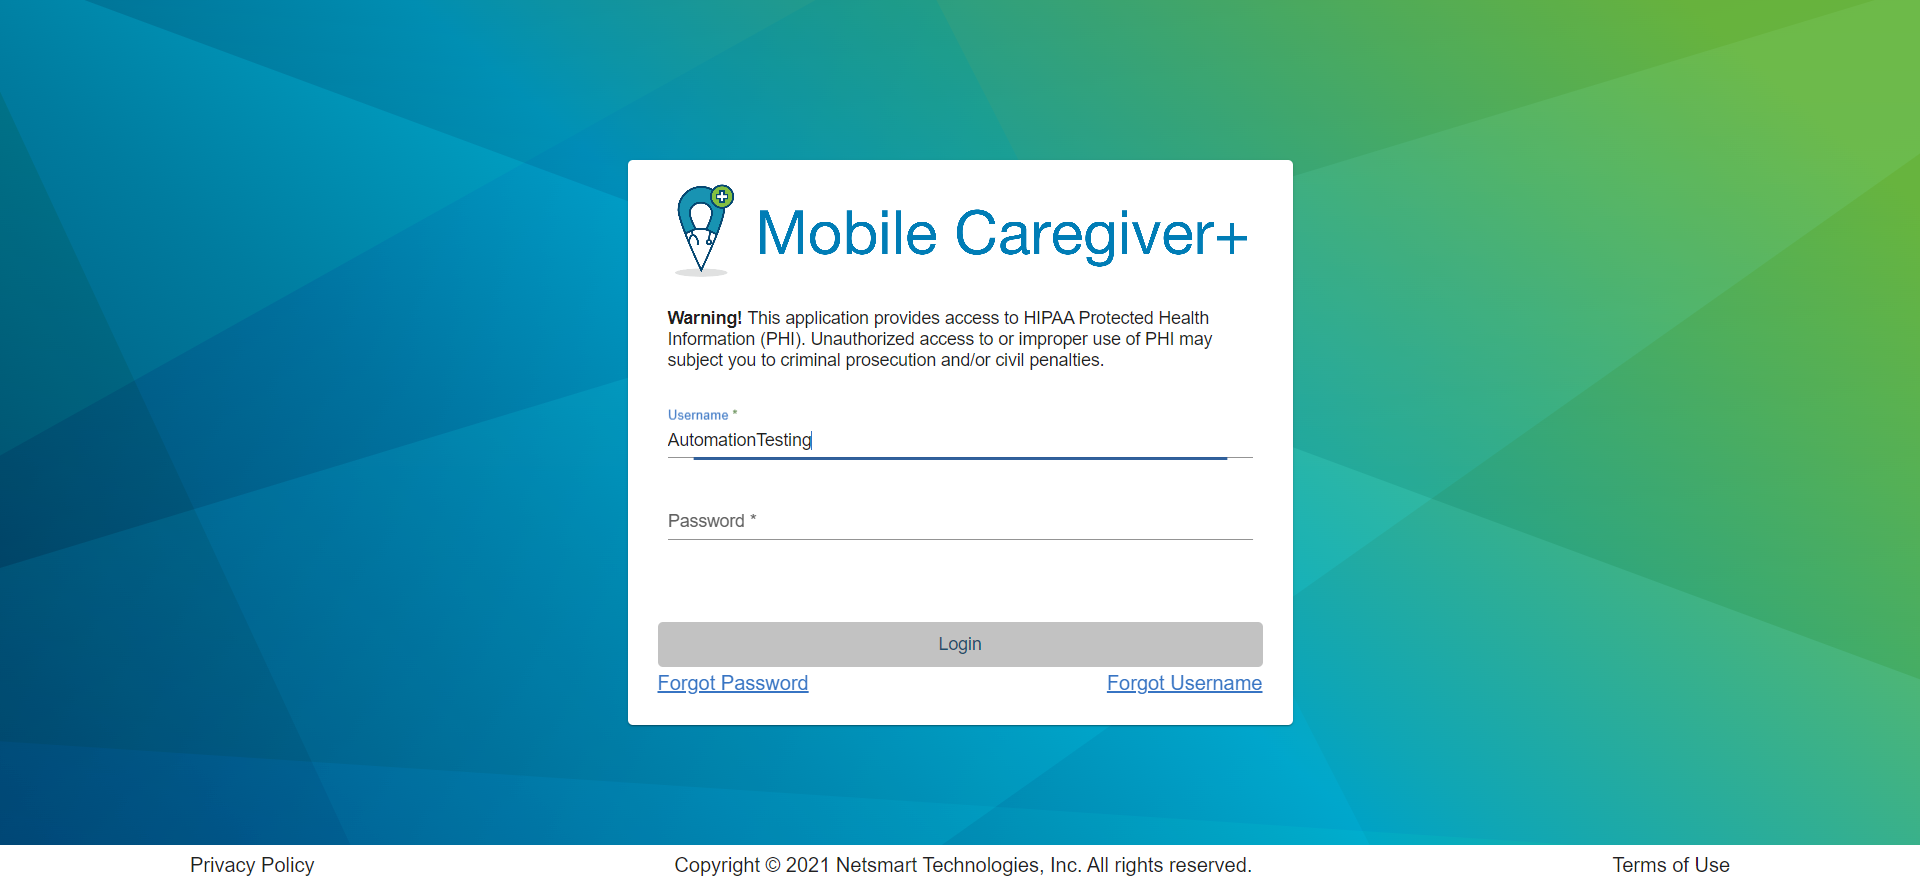 Mobile Caregiver+
Warning! This application provides access to HIPAA Protected Health
Information (PHI). Unauthorized access to or improper use of PHI may
subject you to criminal prosecution and/or civil penalties.
Username *
AutomationTesting
Password *
Login
Forgot Password
Forgot Username
Privacy Policy
Copyright © 2021 Netsmart Technologies, Inc. All rights reserved.
Terms of Use